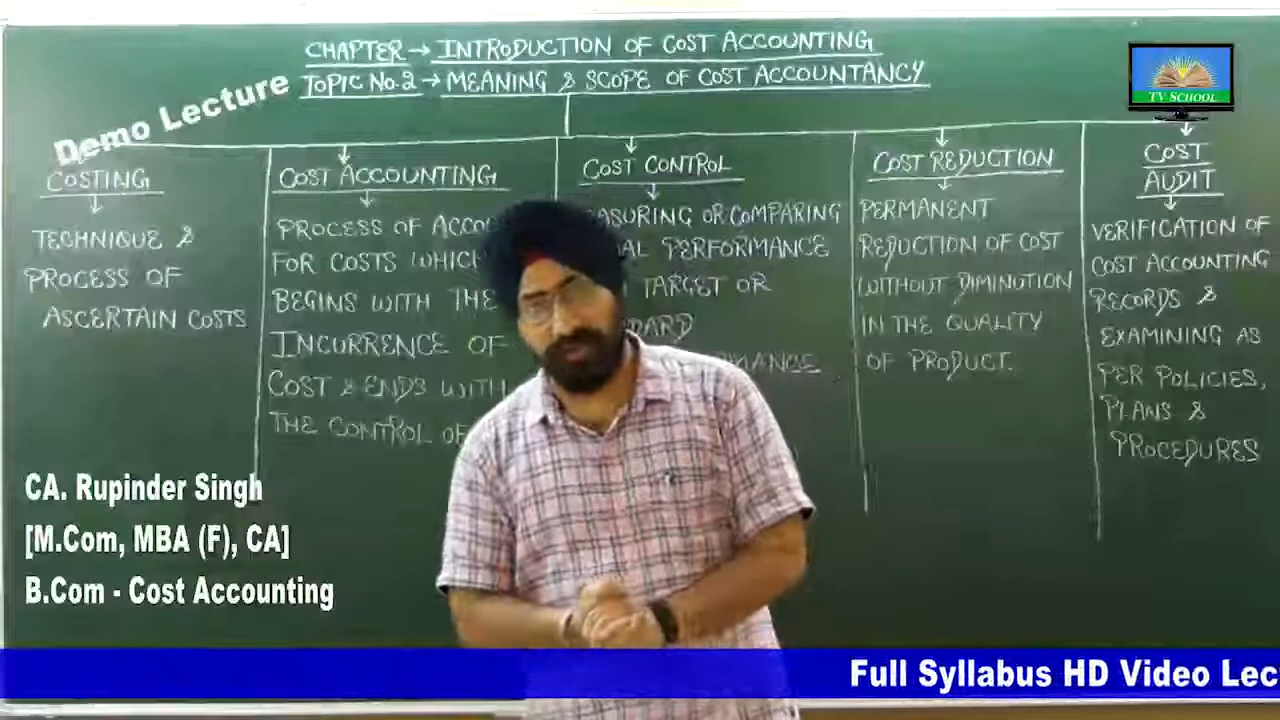 CHAPTER → INTRODUCTION OF COST ACCOUNTING
TOPIC NO.2 → MEANING & SCOPE OF COST ACCOUNTANCY
Demo Lecture
TV SCHOOL
COSTING
TECHNIQUE &
PROCESS OF
ASCERTAIN COSTS
COST ACCOUNTING
PROCESS OF
FOR COSTS WHICH
BEGINS WITH THE
INCURRENCE OF
COST & ENDS WITH
THE CONTROL OF
COST CONTROL
OR COMPARING
PERFORMANCE
TARGET OR
COST REDUCTION
PERMANENT
REDUCTION OF COST
WITHOUT DIMINUTION
IN THE QUALITY
OF PRODUCT.
COST
AUDIT
VERIFICATION OF
COST ACCOUNTING
RECORDS &
EXAMINING AS
PER POLICIES,
PLANS &
PROCEDURES
CA. Rupinder Singh
[M.Com, MBA (F), CA]
B.Com - Cost Accounting
Full Syllabus HD Video Lec